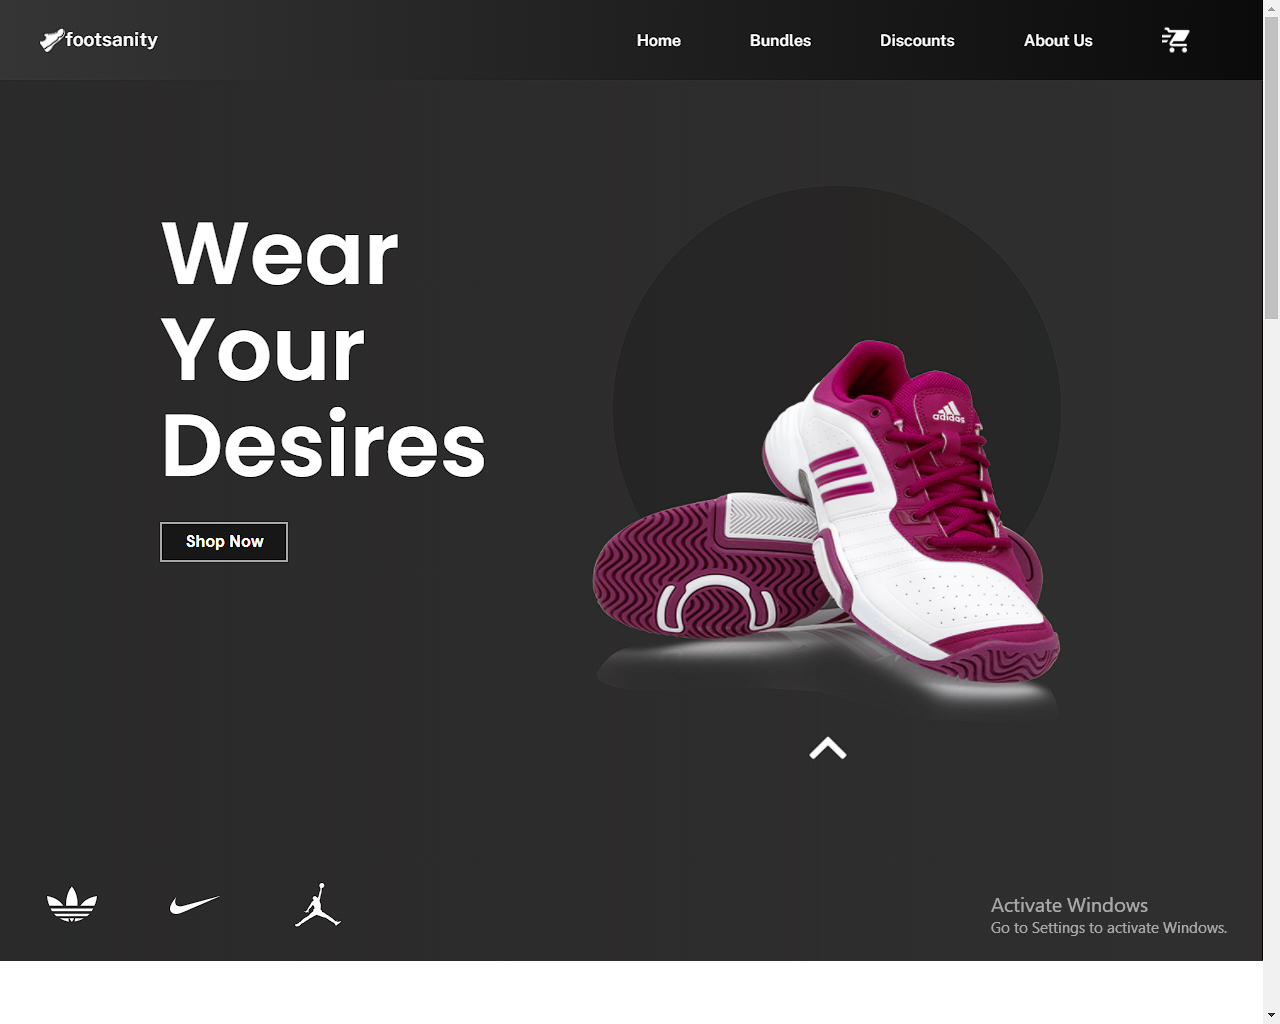 footsanity
Home
Bundles
Discounts
About Us
Wear
Your
Desires
adidas
Shop Now
Activate Windows
Go to Settings to activate Windows.